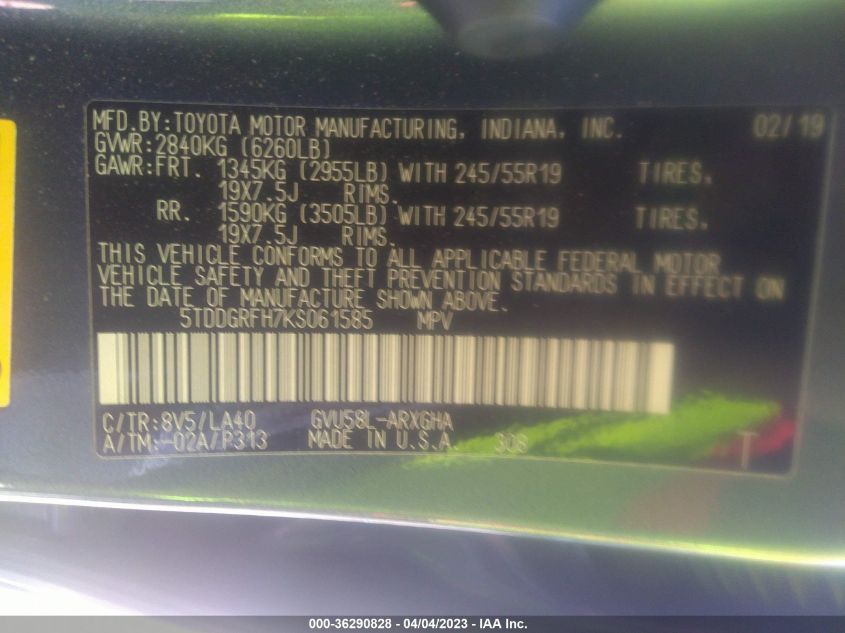 MFD.BY:TOYOTA MOTOR MANUFACTURING, INDIANA, INC. 02/19
GVWR:2840KG (6260LB)
GAWR:FRT. 1345KG (2955LB) WITH 245/55R19 TIRES,
19X7.5J RIMS.
RR. 1590KG (3505LB) WITH 245/55R19 TIRES,
19X7.5J RIMS.
THIS VEHICLE CONFORMS TO ALL APPLICABLE FEDERAL MOTOR
VEHICLE SAFETY AND THEFT PREVENTION STANDARDS IN EFFECT ON
THE DATE OF MANUFACTURE SHOWN ABOVE.
5TDDGRFH7KS061585 MPV
C/TR:8V5/LA40 GVU58L-ARXGHA
A/TM:-02A/P313 MADE IN U.S.A. 308 T
000-36290828 - 04/04/2023 - IAA Inc.